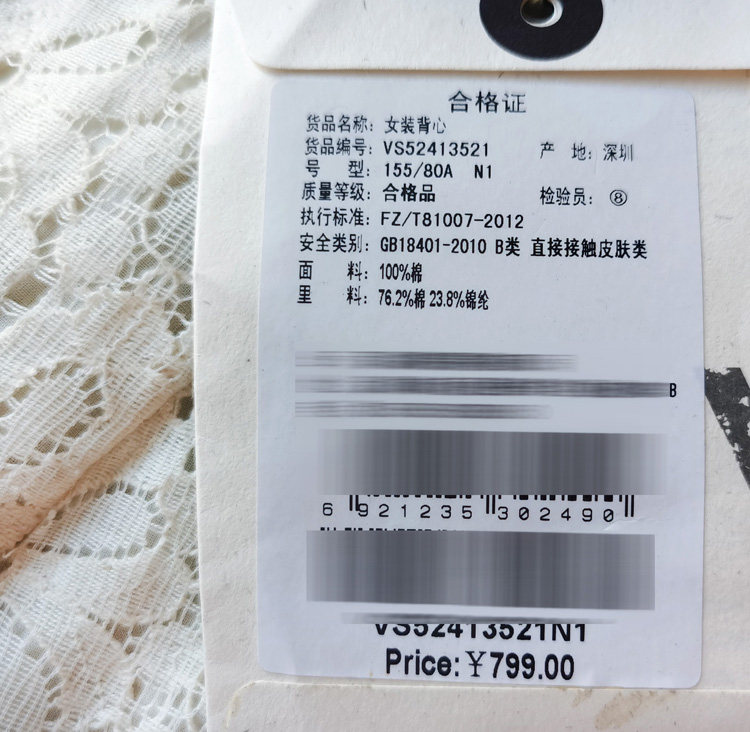 合格证
货品名称: 女装背心
货品编号: VS52413521 产 地: 深圳
号 型: 155/80A N1
质量等级: 合格品 检验员: ⑧
执行标准: FZ/T81007-2012
安全类别: GB18401-2010 B类 直接接触皮肤类
面 料: 100%棉
里 料: 76.2%棉 23.8%锦纶
B
6 921235 302490
VS52413521N1
Price: ¥799.00